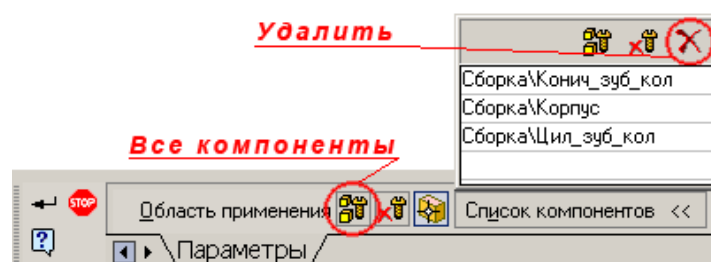 Удалить
Сборка\Конич_зуб_кол
Сборка\Корпус
Сборка\Цил_зуб_кол
Все компоненты
STOP
Область применения
Список компонентов <<
?
Параметры